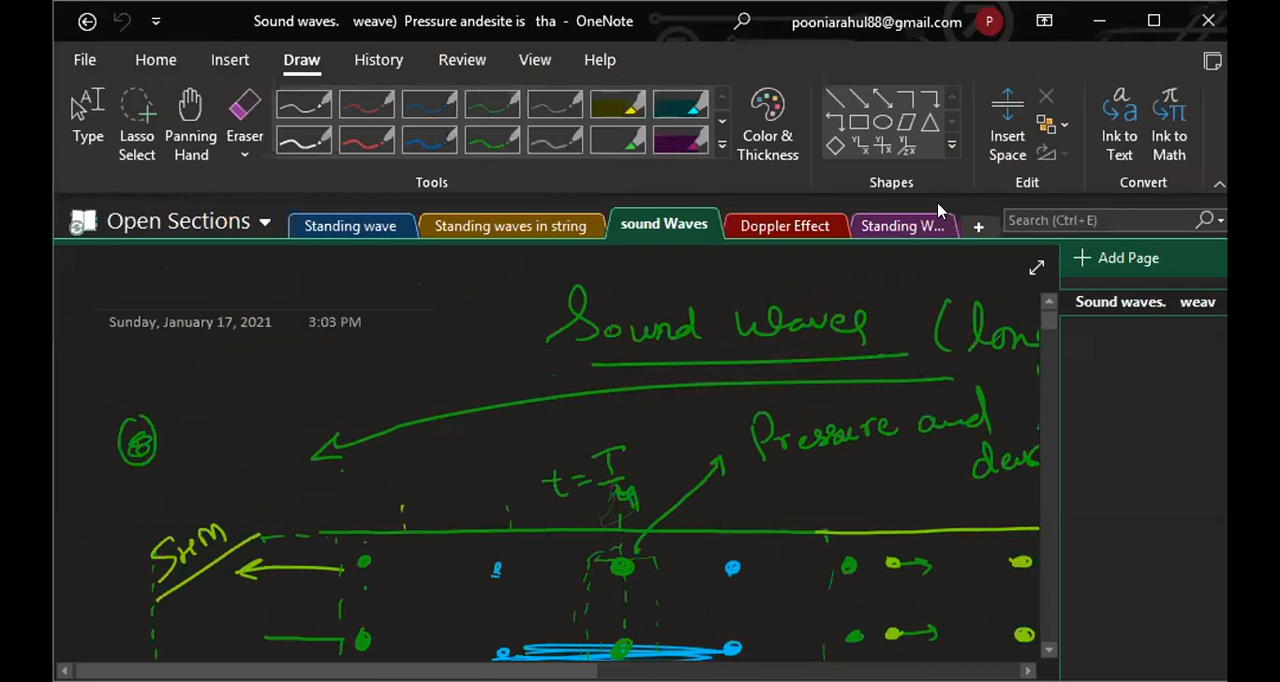 Sound waves. weave) Pressure andesite is tha - OneNote
pooniarahul88@gmail.com
P
File Home Insert Draw History Review View Help
Type
Lasso Select
Panning Hand
Eraser
Color & Thickness
Insert Space
Ink to Text
Ink to Math
Tools
Shapes
Edit
Convert
Open Sections
Standing wave
Standing waves in string
sound Waves
Doppler Effect
Standing W...
+
Search (Ctrl+E)
Add Page
Sound waves. weav
Sunday, January 17, 2021 3:03 PM
Sound waves (lon
Pressure and
den
t = T
SHM